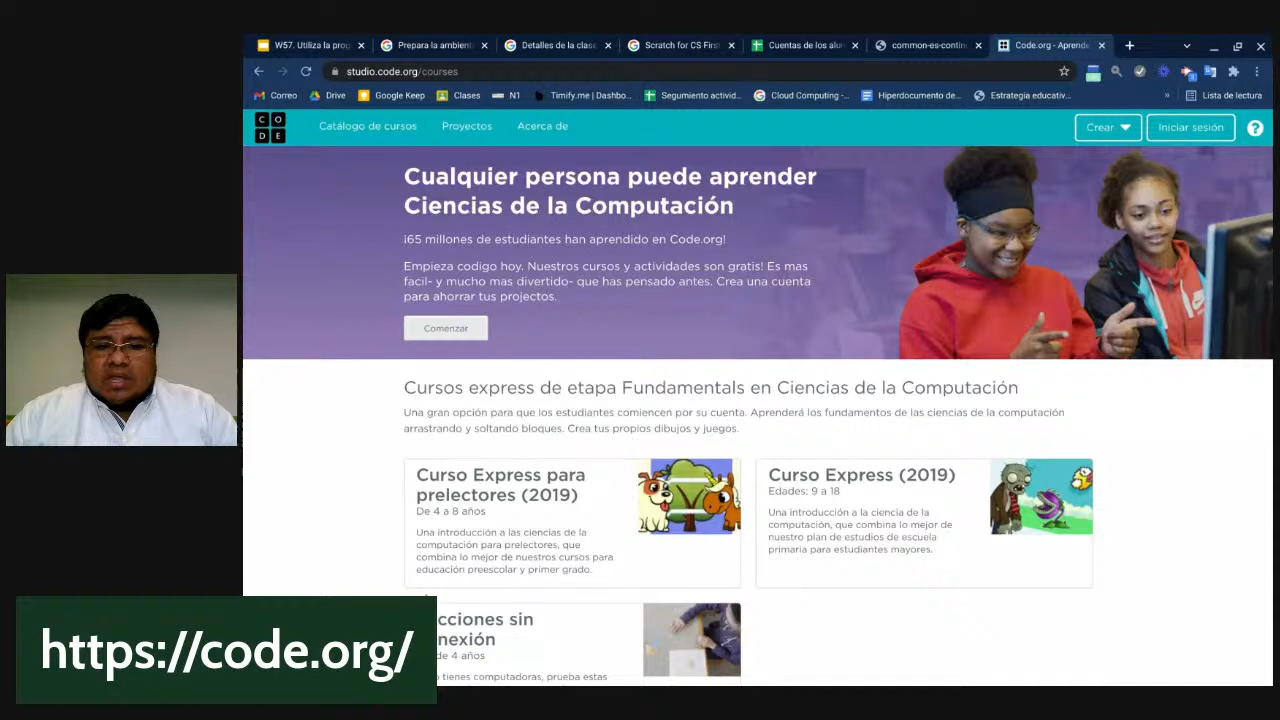 W57. Utiliza la prog
Prepara la ambien
Detalles de la clase
Scratch for CS Firs
Cuentas de los alu
common-es-contin
Code.org - Aprende
studio.code.org/courses
Correo
Drive
Google Keep
Clases
N1
Timify.me | Dashbo...
Segumiento activid...
Cloud Computing -...
Hiperdocumento de...
Estrategia educativ...
»
Lista de lectura
C O
D E
Catálogo de cursos
Proyectos
Acerca de
Crear
Iniciar sesión
?
Cualquier persona puede aprender
Ciencias de la Computación
¡65 millones de estudiantes han aprendido en Code.org!
Empieza codigo hoy. Nuestros cursos y actividades son gratis! Es mas
facil- y mucho mas divertido- que has pensado antes. Crea una cuenta
para ahorrar tus projectos.
Comenzar
Cursos express de etapa Fundamentals en Ciencias de la Computación
Una gran opción para que los estudiantes comiencen por su cuenta. Aprenderá los fundamentos de las ciencias de la computación
arrastrando y soltando bloques. Crea tus propios dibujos y juegos.
Curso Express para
prelectores (2019)
De 4 a 8 años
Una introducción a las ciencias de la
computación para prelectores, que
combina lo mejor de nuestros cursos para
educación preescolar y primer grado.
Curso Express (2019)
Edades: 9 a 18
Una introducción a la ciencia de la
computación, que combina lo mejor de
nuestro plan de estudios de escuela
primaria para estudiantes mayores.
cciones sin
nexión
de 4 años
o tienes computadoras, prueba estas
https://code.org/